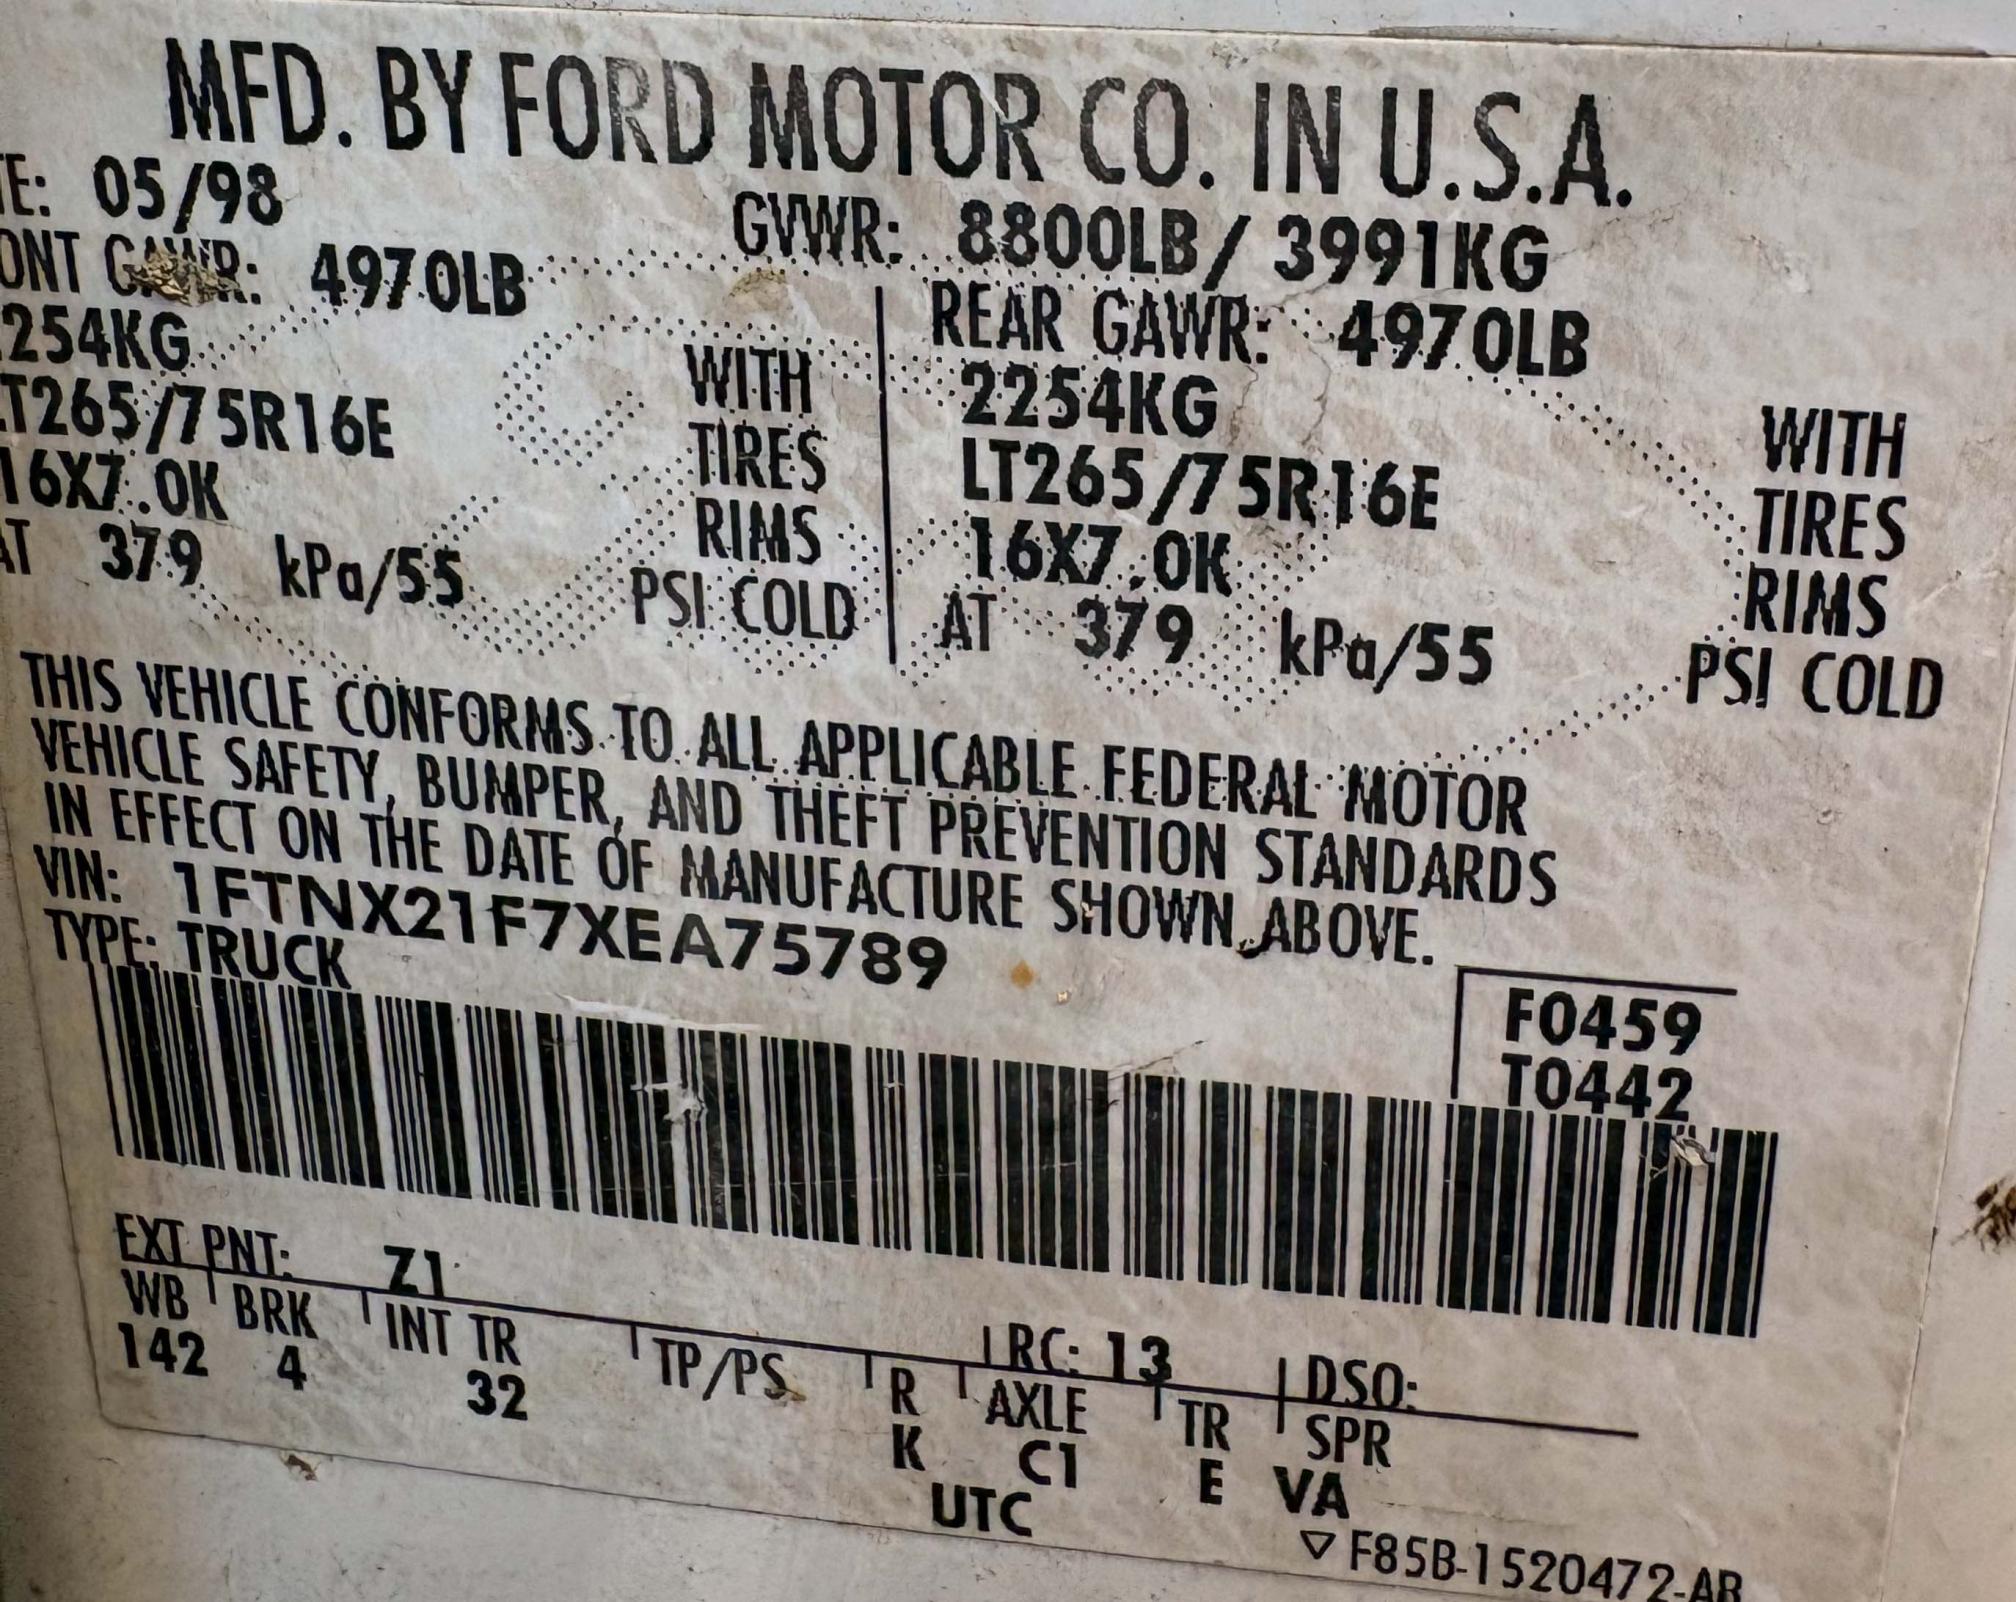 MFD. BY FORD MOTOR CO. IN U.S.A.
TE: 05/98 GVWR: 8800LB/ 3991KG
ONT GAWR: 4970LB REAR GAWR: 4970LB
2254KG WITH 2254KG WITH
LT265/75R16E TIRES LT265/75R16E TIRES
16X7.0K RIMS 16X7.0K RIMS
AT 379 kPa/55 PSI COLD AT 379 kPa/55 PSI COLD
THIS VEHICLE CONFORMS TO ALL APPLICABLE FEDERAL MOTOR
VEHICLE SAFETY, BUMPER, AND THEFT PREVENTION STANDARDS
IN EFFECT ON THE DATE OF MANUFACTURE SHOWN ABOVE.
VIN: 1FTNX21F7XEA75789
TYPE: TRUCK
F0459
T0442
EXT PNT: Z1 RC: 13 DSO:
WB BRK INT TR TP/PS R AXLE TR SPR
142 4 32 K C1 E VA
UTC
▽ F85B-1520472-AB